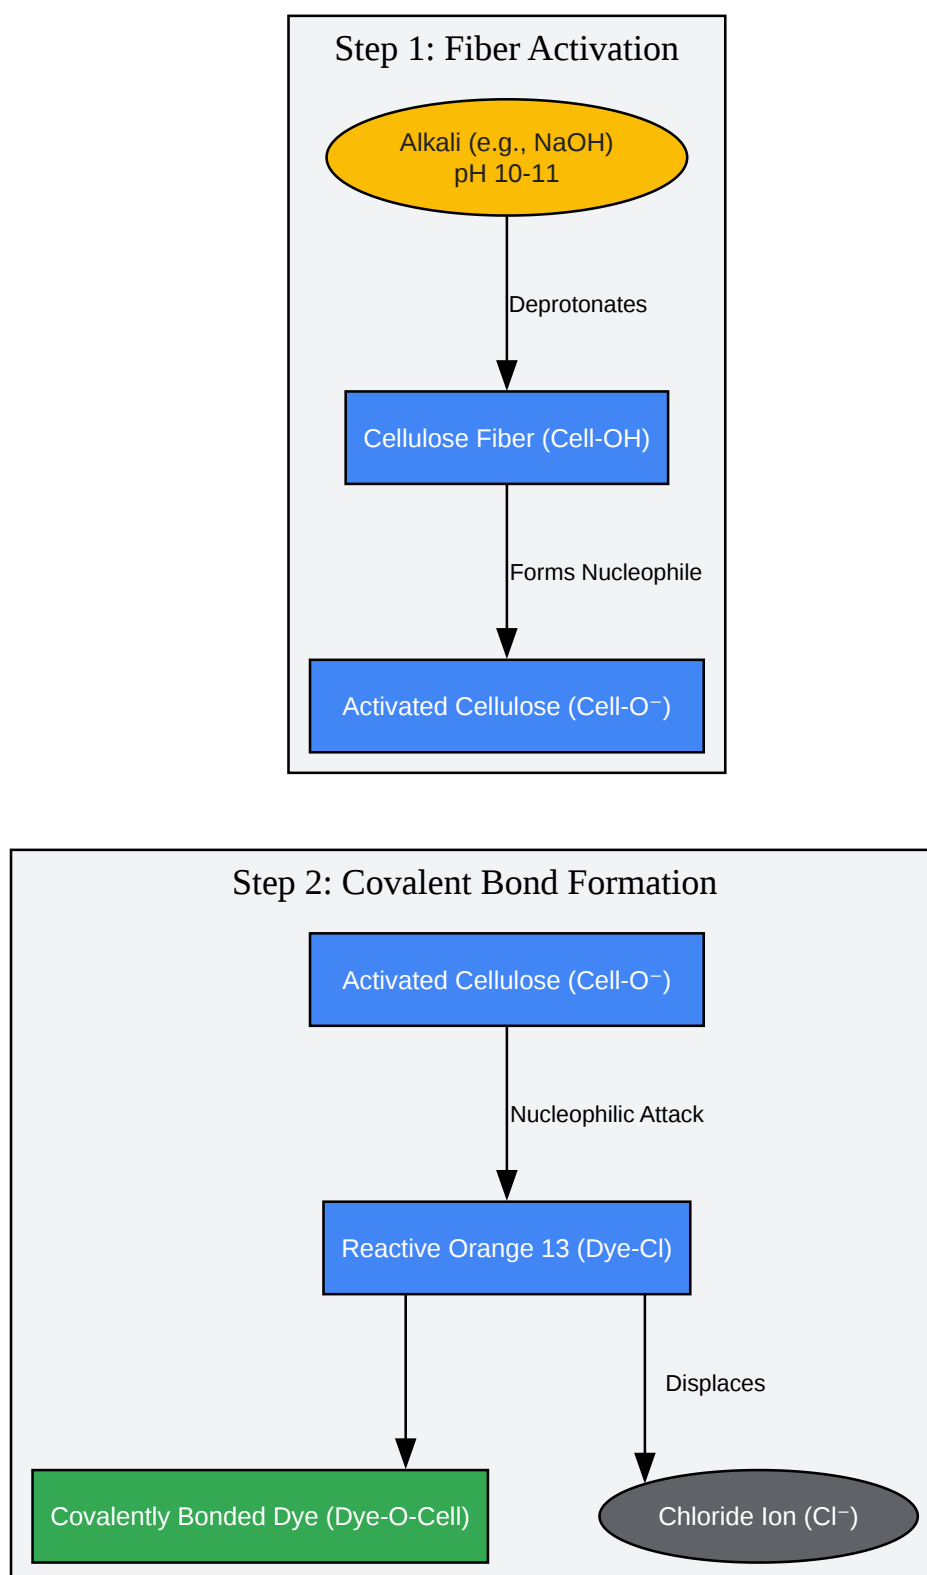 Step 1: Fiber Activation
Alkali (e.g., NaOH)
pH 10-11
Deprotonates
Cellulose Fiber (Cell-OH)
Forms Nucleophile
Activated Cellulose (Cell-O⁻)
Step 2: Covalent Bond Formation
Activated Cellulose (Cell-O⁻)
Nucleophilic Attack
Reactive Orange 13 (Dye-Cl)
Displaces
Covalently Bonded Dye (Dye-O-Cell)
Chloride Ion (Cl⁻)